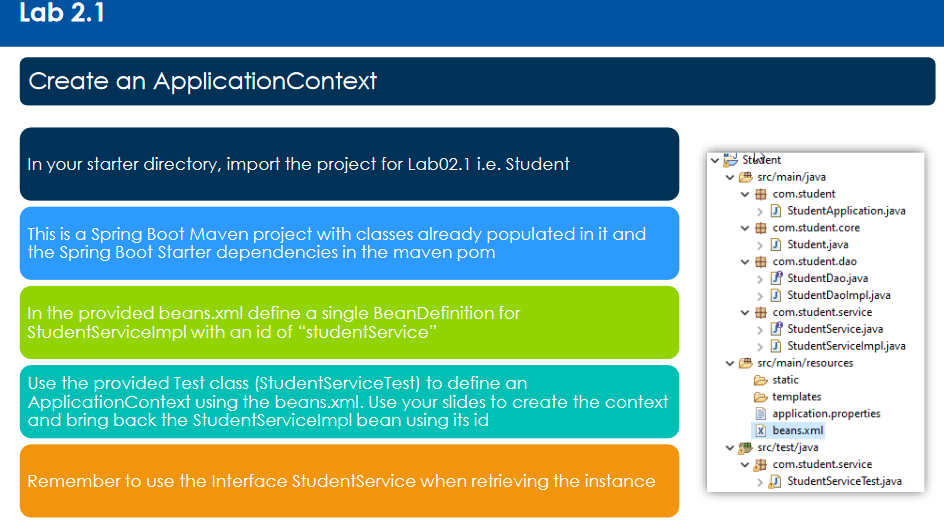 Lab 2.1
Create an ApplicationContext
In your starter directory, import the project for Lab02.1 i.e. Student
This is a Spring Boot Maven project with classes already populated in it and
the Spring Boot Starter dependencies in the maven pom
In the provided beans.xml define a single BeanDefinition for
StudentServiceImpl with an id of “studentService”
Use the provided Test class (StudentServiceTest) to define an
ApplicationContext using the beans.xml. Use your slides to create the context
and bring back the StudentServiceImpl bean using its id
Remember to use the Interface StudentService when retrieving the instance
Student
src/main/java
com.student
StudentApplication.java
com.student.core
Student.java
com.student.dao
StudentDao.java
StudentDaoImpl.java
com.student.service
StudentService.java
StudentServiceImpl.java
src/main/resources
static
templates
application.properties
beans.xml
src/test/java
com.student.service
StudentServiceTest.java